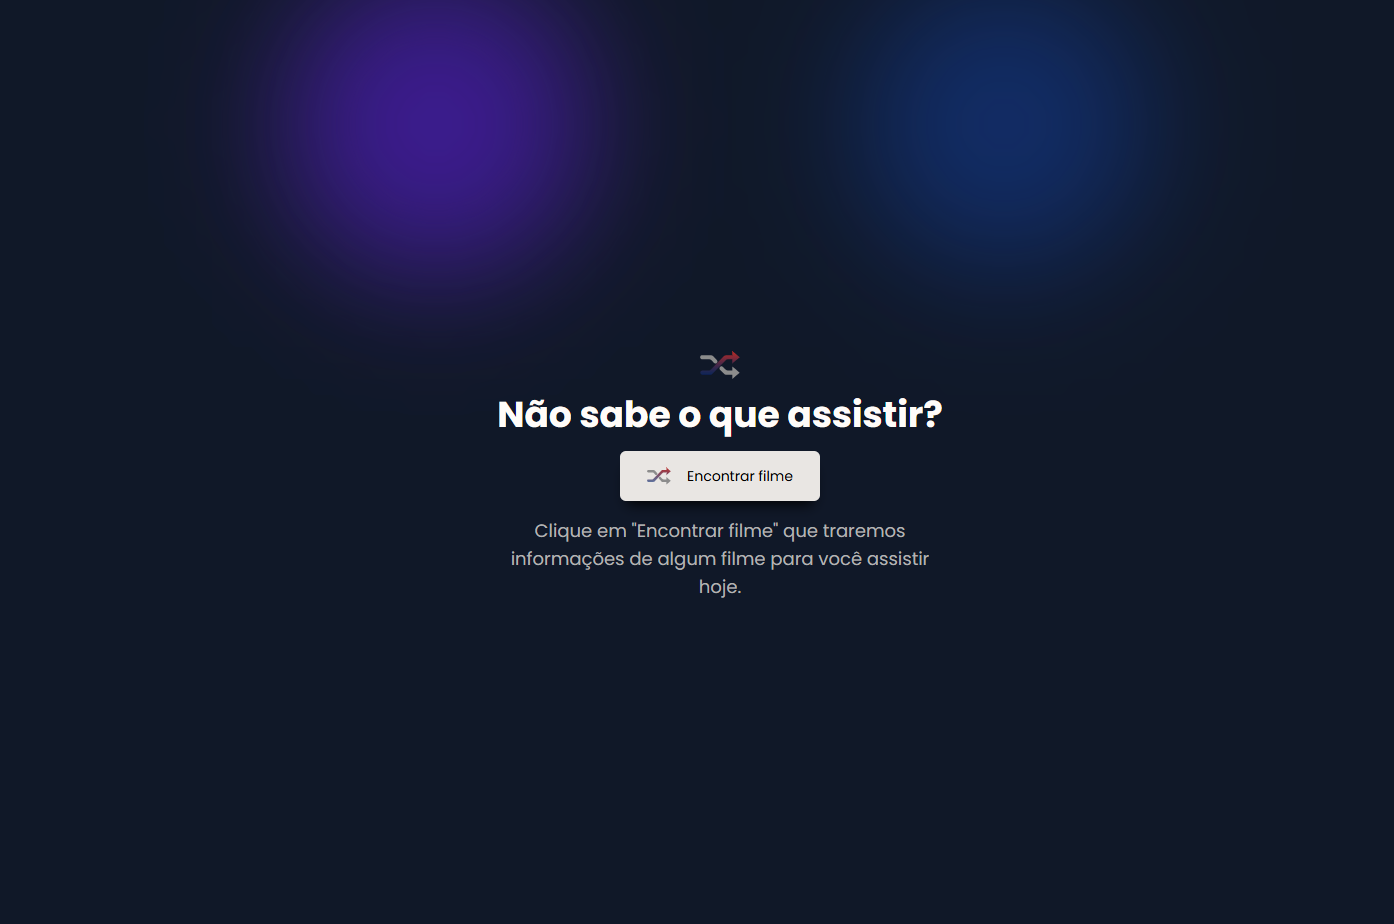 Não sabe o que assistir?
Encontrar filme
Clique em "Encontrar filme" que traremos
informações de algum filme para você assistir
hoje.